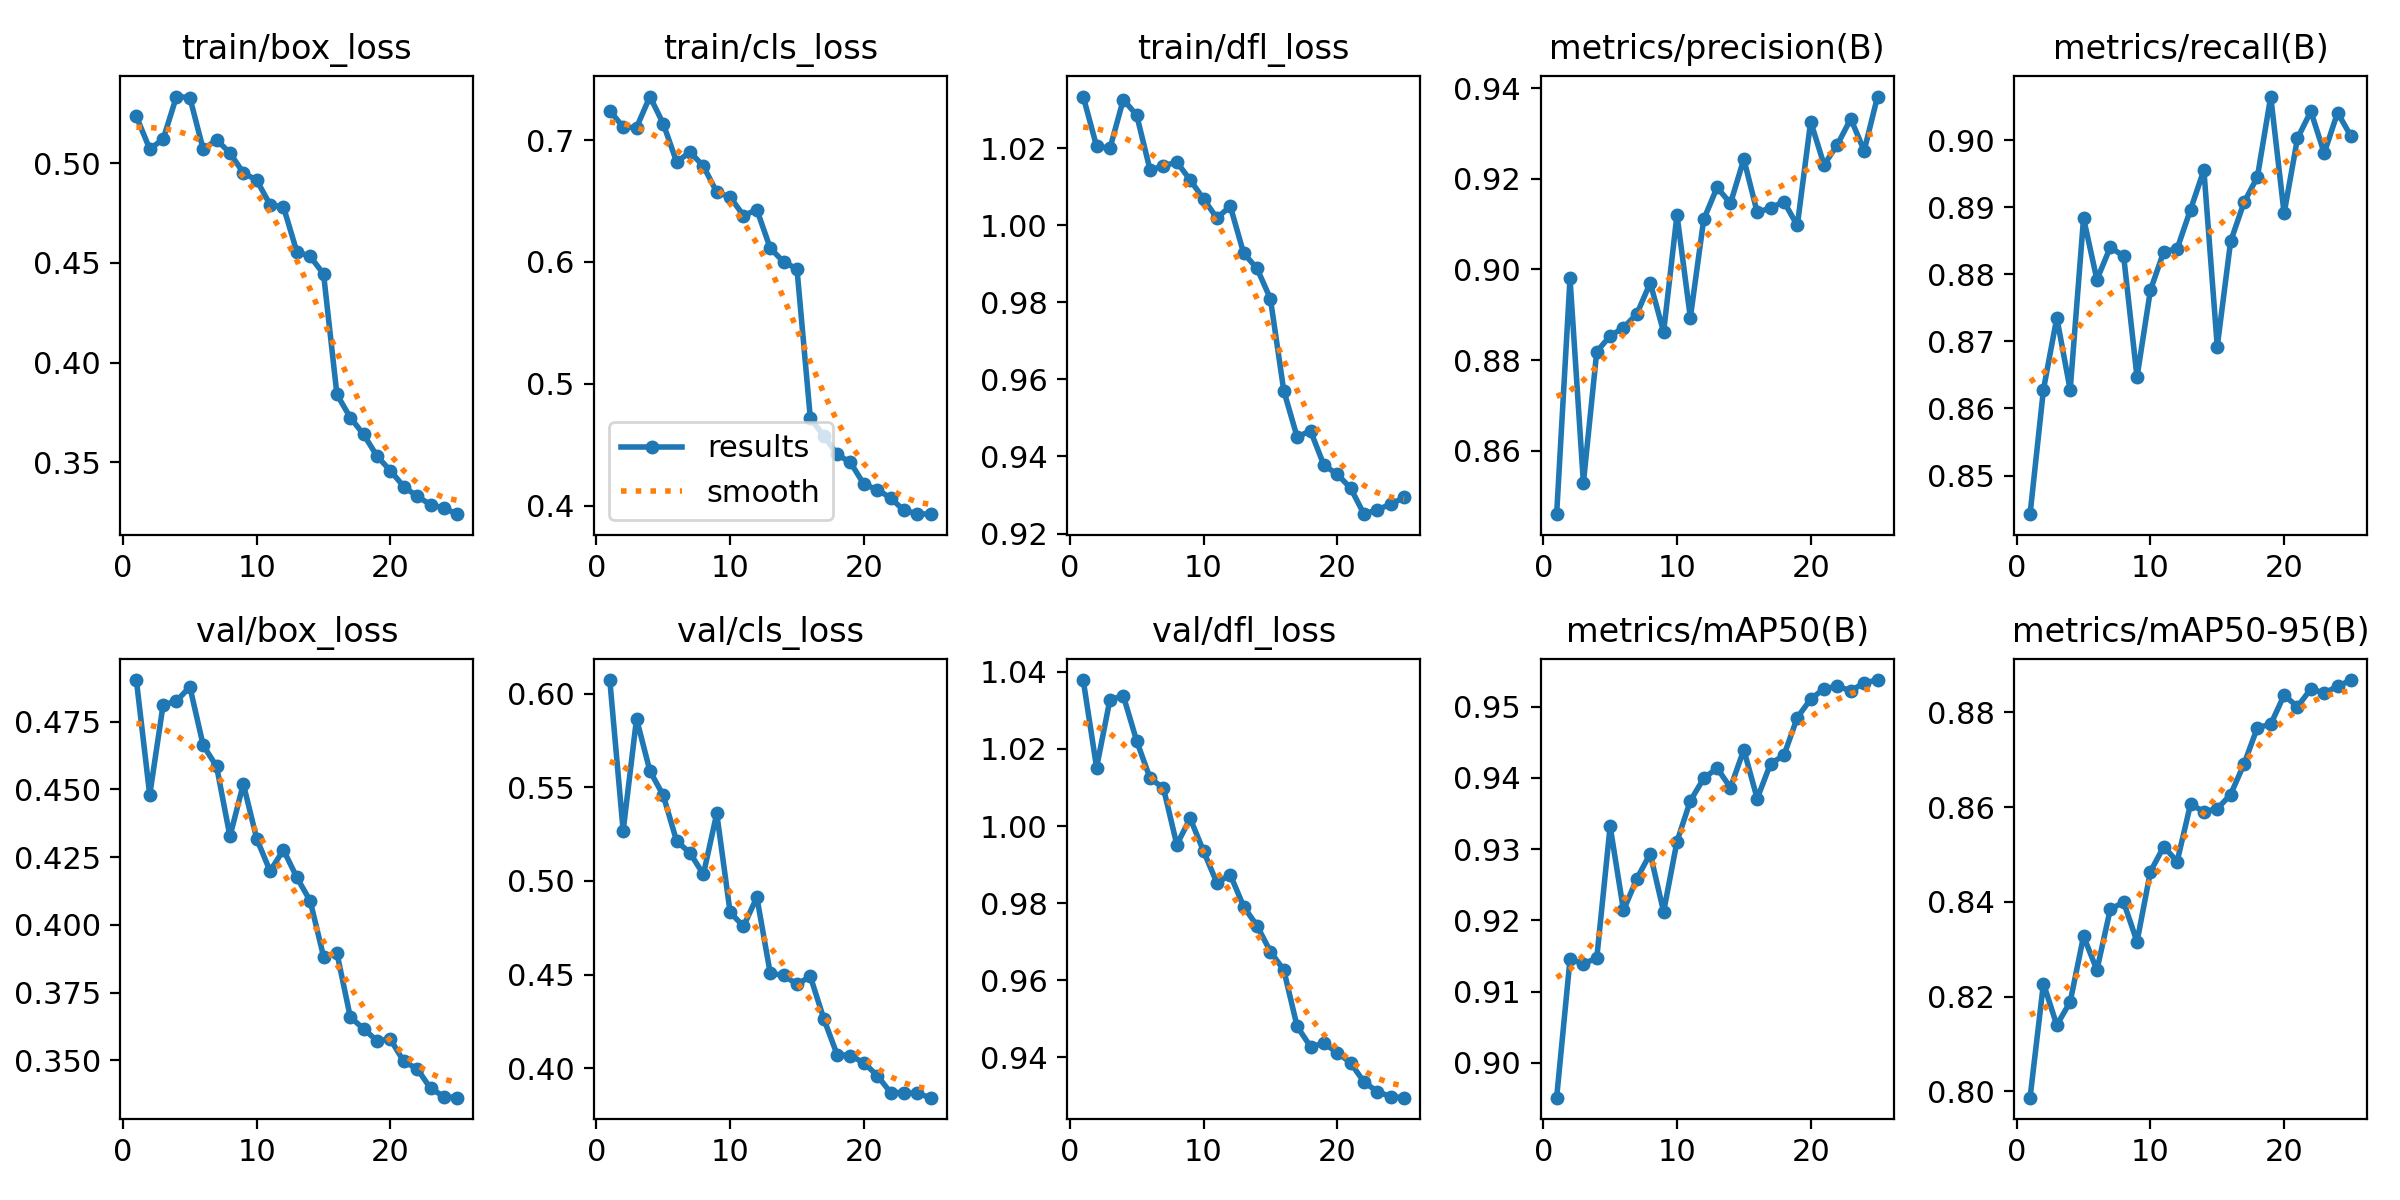 train/box_loss
0.50
0.45
0.40
0.35
0 10 20
train/cls_loss
0.7
0.6
0.5
0.4
results
smooth
0 10 20
train/dfl_loss
1.02
1.00
0.98
0.96
0.94
0.92
0 10 20
metrics/precision(B)
0.94
0.92
0.90
0.88
0.86
0 10 20
metrics/recall(B)
0.90
0.89
0.88
0.87
0.86
0.85
0 10 20
val/box_loss
0.475
0.450
0.425
0.400
0.375
0.350
0 10 20
val/cls_loss
0.60
0.55
0.50
0.45
0.40
0 10 20
val/dfl_loss
1.04
1.02
1.00
0.98
0.96
0.94
0 10 20
metrics/mAP50(B)
0.95
0.94
0.93
0.92
0.91
0.90
0 10 20
metrics/mAP50-95(B)
0.88
0.86
0.84
0.82
0.80
0 10 20